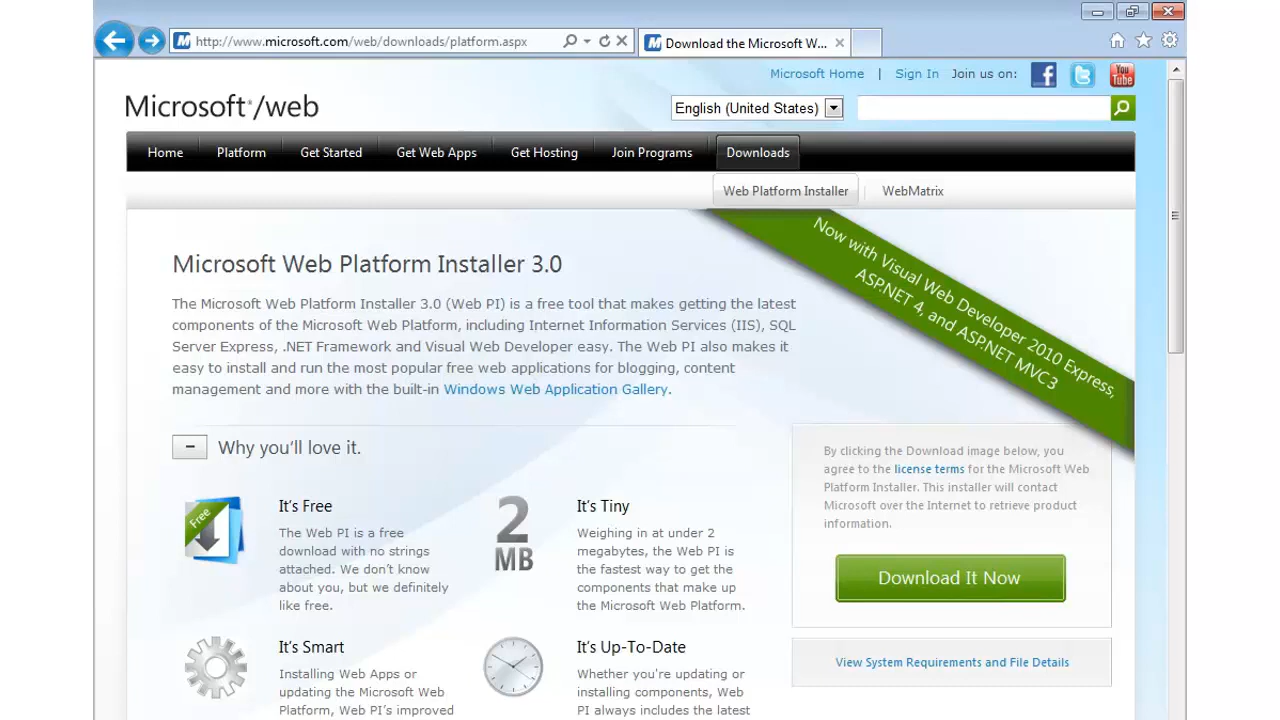 http://www.microsoft.com/web/downloads/platform.aspx
Download the Microsoft W...
Microsoft Home | Sign In Join us on:
You Tube
Microsoft®/web
English (United States)
Home Platform Get Started Get Web Apps Get Hosting Join Programs Downloads
Web Platform Installer | WebMatrix
Now with Visual Web Developer 2010 Express,
ASP.NET 4, and ASP.NET MVC3
Microsoft Web Platform Installer 3.0
The Microsoft Web Platform Installer 3.0 (Web PI) is a free tool that makes getting the latest
components of the Microsoft Web Platform, including Internet Information Services (IIS), SQL
Server Express, .NET Framework and Visual Web Developer easy. The Web PI also makes it
easy to install and run the most popular free web applications for blogging, content
management and more with the built-in Windows Web Application Gallery.
Why you'll love it.
Free
It's Free
The Web PI is a free
download with no strings
attached. We don't know
about you, but we definitely
like free.
2
MB
It's Tiny
Weighing in at under 2
megabytes, the Web PI is
the fastest way to get the
components that make up
the Microsoft Web Platform.
It's Smart
Installing Web Apps or
updating the Microsoft Web
Platform, Web PI's improved
It's Up-To-Date
Whether you're updating or
installing components, Web
PI always includes the latest
By clicking the Download image below, you
agree to the license terms for the Microsoft Web
Platform Installer. This installer will contact
Microsoft over the Internet to retrieve product
information.
Download It Now
View System Requirements and File Details